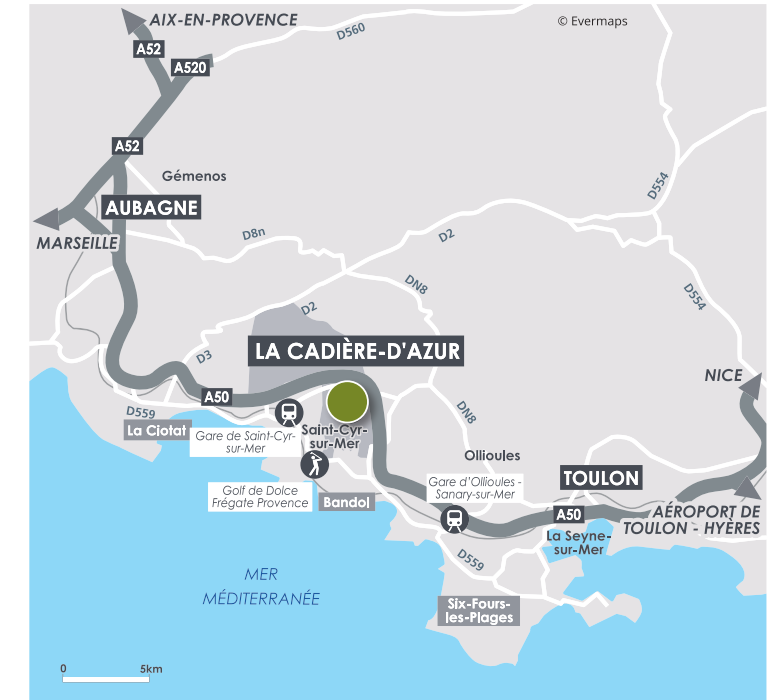 AIX-EN-PROVENCE
© Evermaps
D560
A52
A520
A52
Gémenos
D554
AUBAGNE
MARSEILLE
D8n
D2
DN8
D554
D2
LA CADIÈRE-D'AZUR
D3
NICE
A50
D559
DN8
La Ciotat
Gare de Saint-Cyr-
sur-Mer
Saint-Cyr-
sur-Mer
Ollioules
Golf de Dolce
Frégate Provence
Bandol
Gare d'Ollioules -
Sanary-sur-Mer
TOULON
A50
AÉROPORT DE
TOULON - HYÈRES
La Seyne-
sur-Mer
D559
MER
MÉDITERRANÉE
Six-Fours-
les-Plages
0 5km